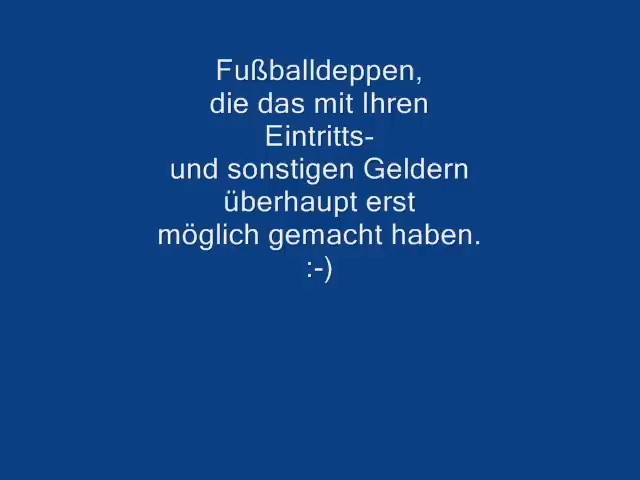 Fußballdeppen,
die das mit Ihren
Eintritts-
und sonstigen Geldern
überhaupt erst
möglich gemacht haben.
:-)